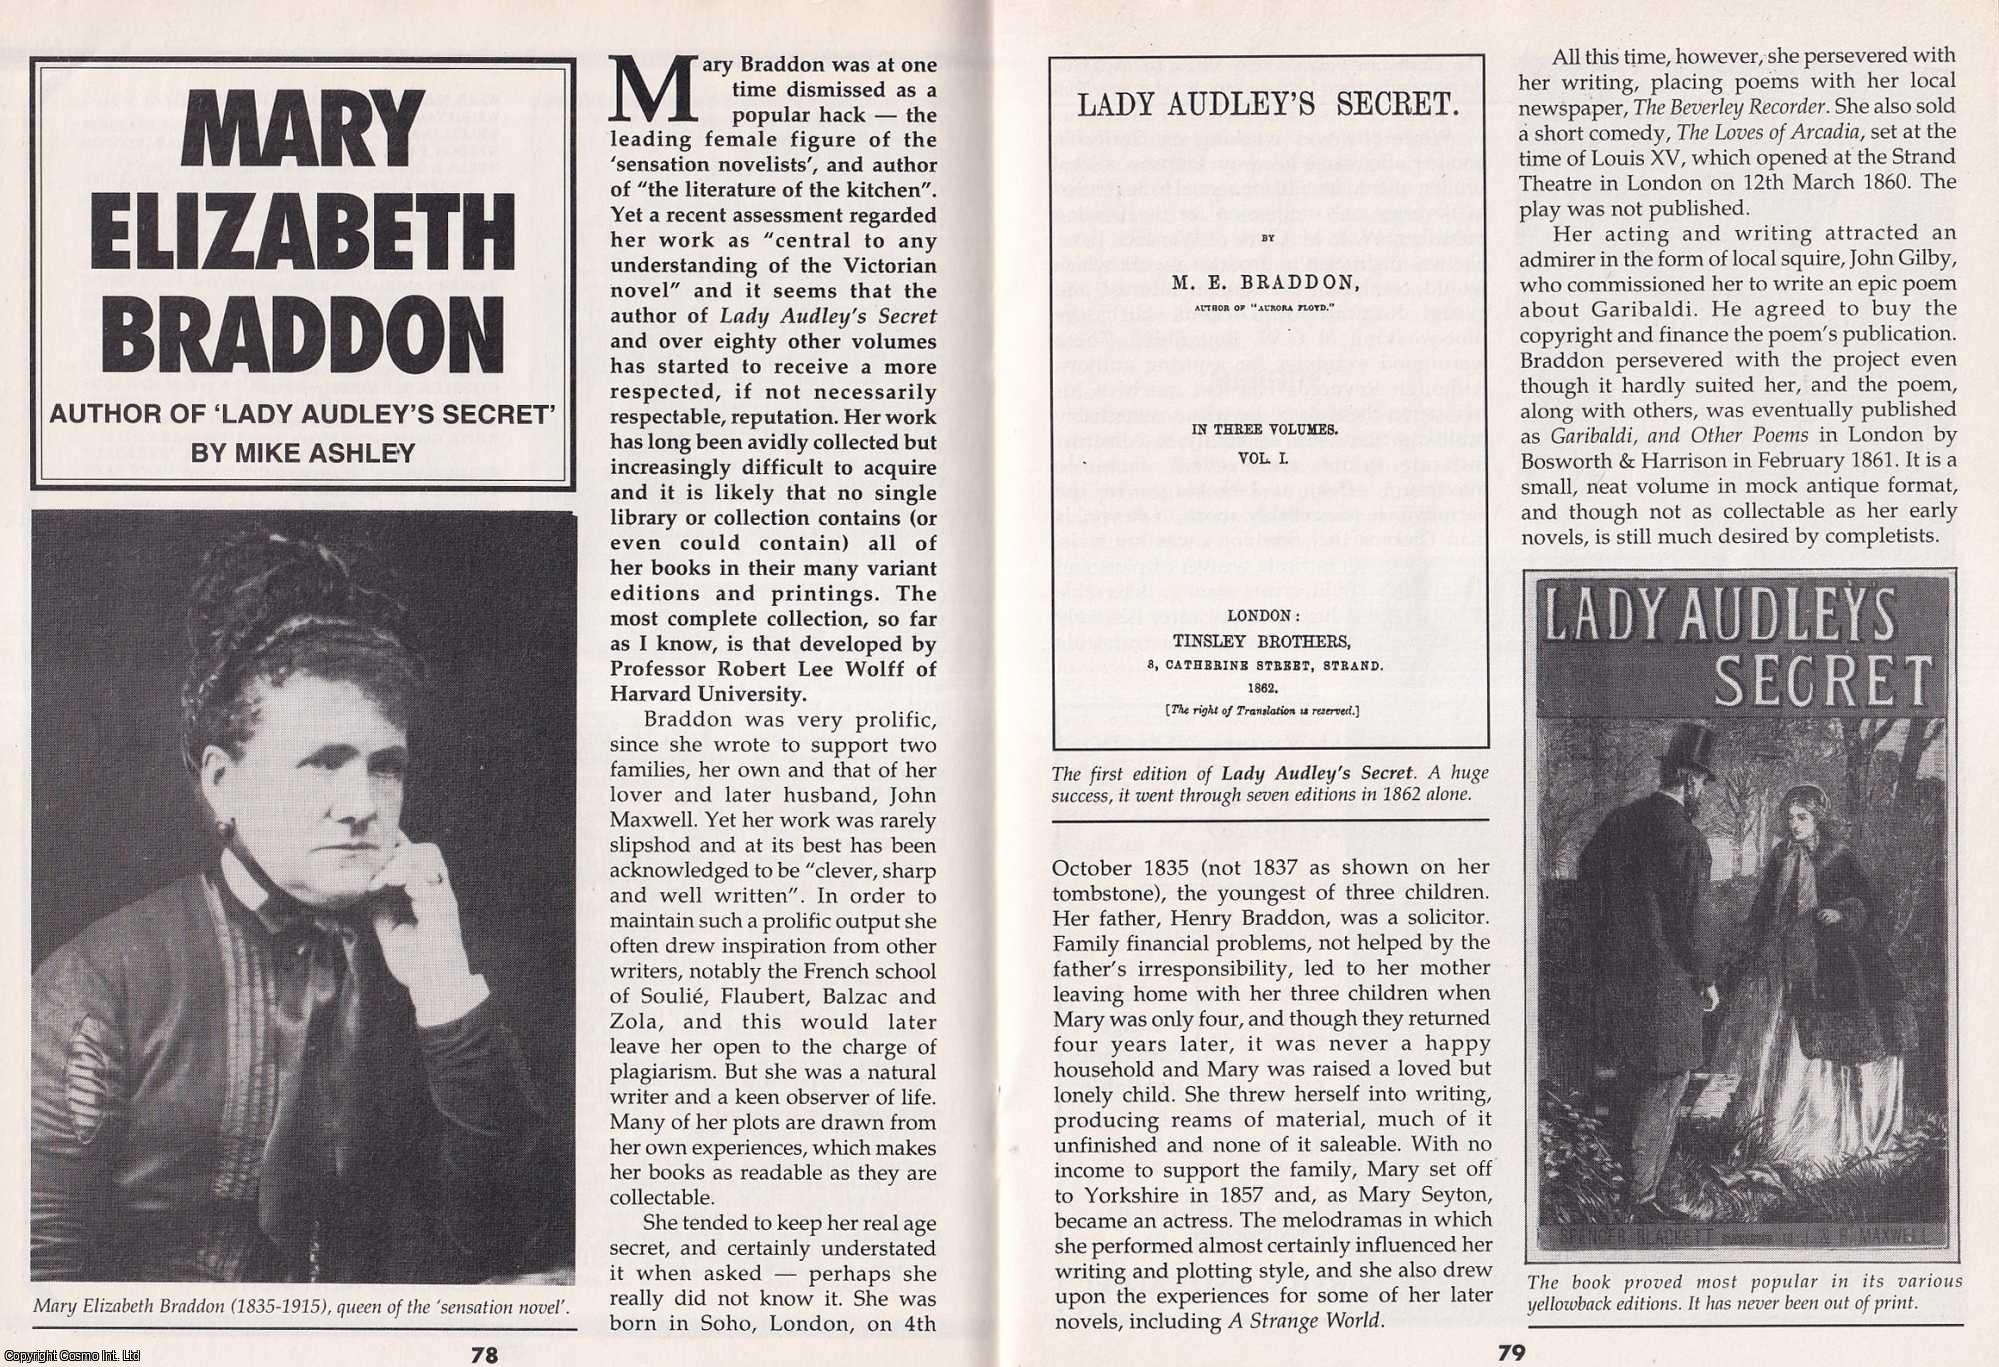 MARY
ELIZABETH
BRADDON
AUTHOR OF ‘LADY AUDLEY’S SECRET’
BY MIKE ASHLEY
Mary Elizabeth Braddon (1835-1915), queen of the ‘sensation novel’.
Mary Braddon was at one
time dismissed as a
popular hack — the
leading female figure of the
‘sensation novelists’, and author
of “the literature of the kitchen”.
Yet a recent assessment regarded
her work as “central to any
understanding of the Victorian
novel” and it seems that the
author of Lady Audley’s Secret
and over eighty other volumes
has started to receive a more
respected, if not necessarily
respectable, reputation. Her work
has long been avidly collected but
increasingly difficult to acquire
and it is likely that no single
library or collection contains (or
even could contain) all of
her books in their many variant
editions and printings. The
most complete collection, so far
as I know, is that developed by
Professor Robert Lee Wolff of
Harvard University.
Braddon was very prolific,
since she wrote to support two
families, her own and that of her
lover and later husband, John
Maxwell. Yet her work was rarely
slipshod and at its best has been
acknowledged to be “clever, sharp
and well written”. In order to
maintain such a prolific output she
often drew inspiration from other
writers, notably the French school
of Soulié, Flaubert, Balzac and
Zola, and this would later
leave her open to the charge of
plagiarism. But she was a natural
writer and a keen observer of life.
Many of her plots are drawn from
her own experiences, which makes
her books as readable as they are
collectable.
She tended to keep her real age
secret, and certainly understated
it when asked — perhaps she
really did not know it. She was
born in Soho, London, on 4th
78
Copyright Cosmo Int. Ltd
LADY AUDLEY’S SECRET.
BY
M. E. BRADDON,
AUTHOR OF “AURORA FLOYD.”
IN THREE VOLUMES.
VOL. I.
LONDON:
TINSLEY BROTHERS,
8, CATHERINE STREET, STRAND.
1862.
[The right of Translation is reserved.]
The first edition of Lady Audley’s Secret. A huge
success, it went through seven editions in 1862 alone.
October 1835 (not 1837 as shown on her
tombstone), the youngest of three children.
Her father, Henry Braddon, was a solicitor.
Family financial problems, not helped by the
father’s irresponsibility, led to her mother
leaving home with her three children when
Mary was only four, and though they returned
four years later, it was never a happy
household and Mary was raised a loved but
lonely child. She threw herself into writing,
producing reams of material, much of it
unfinished and none of it saleable. With no
income to support the family, Mary set off
to Yorkshire in 1857 and, as Mary Seyton,
became an actress. The melodramas in which
she performed almost certainly influenced her
writing and plotting style, and she also drew
upon the experiences for some of her later
novels, including A Strange World.
All this time, however, she persevered with
her writing, placing poems with her local
newspaper, The Beverley Recorder. She also sold
a short comedy, The Loves of Arcadia, set at the
time of Louis XV, which opened at the Strand
Theatre in London on 12th March 1860. The
play was not published.
Her acting and writing attracted an
admirer in the form of local squire, John Gilby,
who commissioned her to write an epic poem
about Garibaldi. He agreed to buy the
copyright and finance the poem’s publication.
Braddon persevered with the project even
though it hardly suited her, and the poem,
along with others, was eventually published
as Garibaldi, and Other Poems in London by
Bosworth & Harrison in February 1861. It is a
small, neat volume in mock antique format,
and though not as collectable as her early
novels, is still much desired by completists.
LADY AUDLEYS
SECRET
SPENCER BLACKETT J. & R. MAXWELL
The book proved most popular in its various
yellowback editions. It has never been out of print.
79